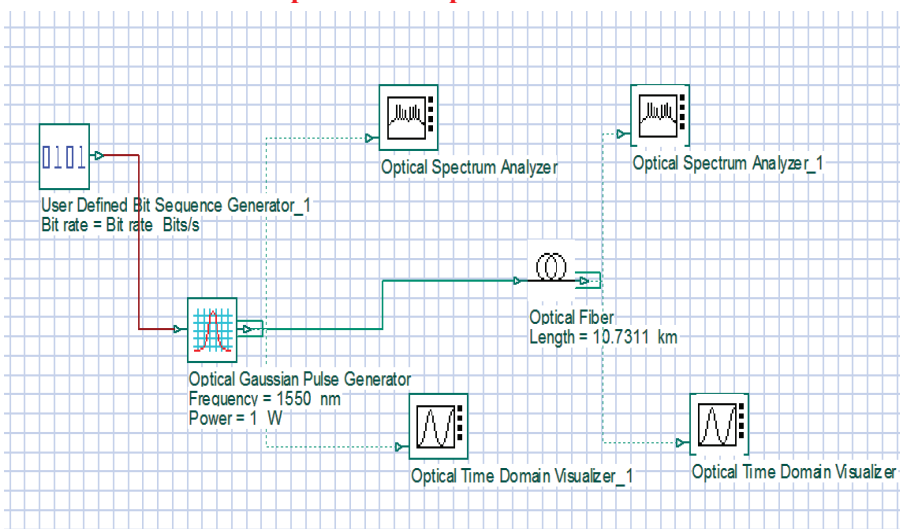 Optical Spectrum Analyzer
Optical Spectrum Analyzer_1
0101
User Defined Bit Sequence Generator_1
Bit rate = Bit rate Bits/s
Optical Fiber
Length = 10.7311 km
Optical Gaussian Pulse Generator
Frequency = 1550 nm
Power = 1 W
Optical Time Domain Visualizer_1
Optical Time Domain Visualizer